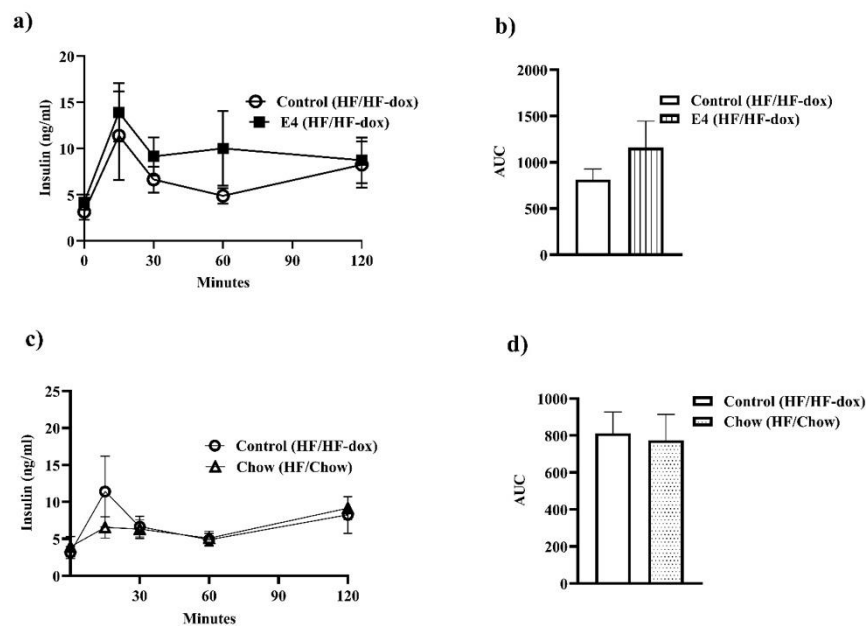 a)
20
15
10
5
0
Insulin (ng/ml)
Control (HF/HF-dox)
E4 (HF/HF-dox)
0 30 60 90 120
Minutes
b)
2000
1500
1000
500
0
AUC
Control (HF/HF-dox)
E4 (HF/HF-dox)
c)
25
20
15
10
5
0
Insulin (ng/ml)
Control (HF/HF-dox)
Chow (HF/Chow)
30 60 120
Minutes
d)
1000
800
600
400
200
0
AUC
Control (HF/HF-dox)
Chow (HF/Chow)